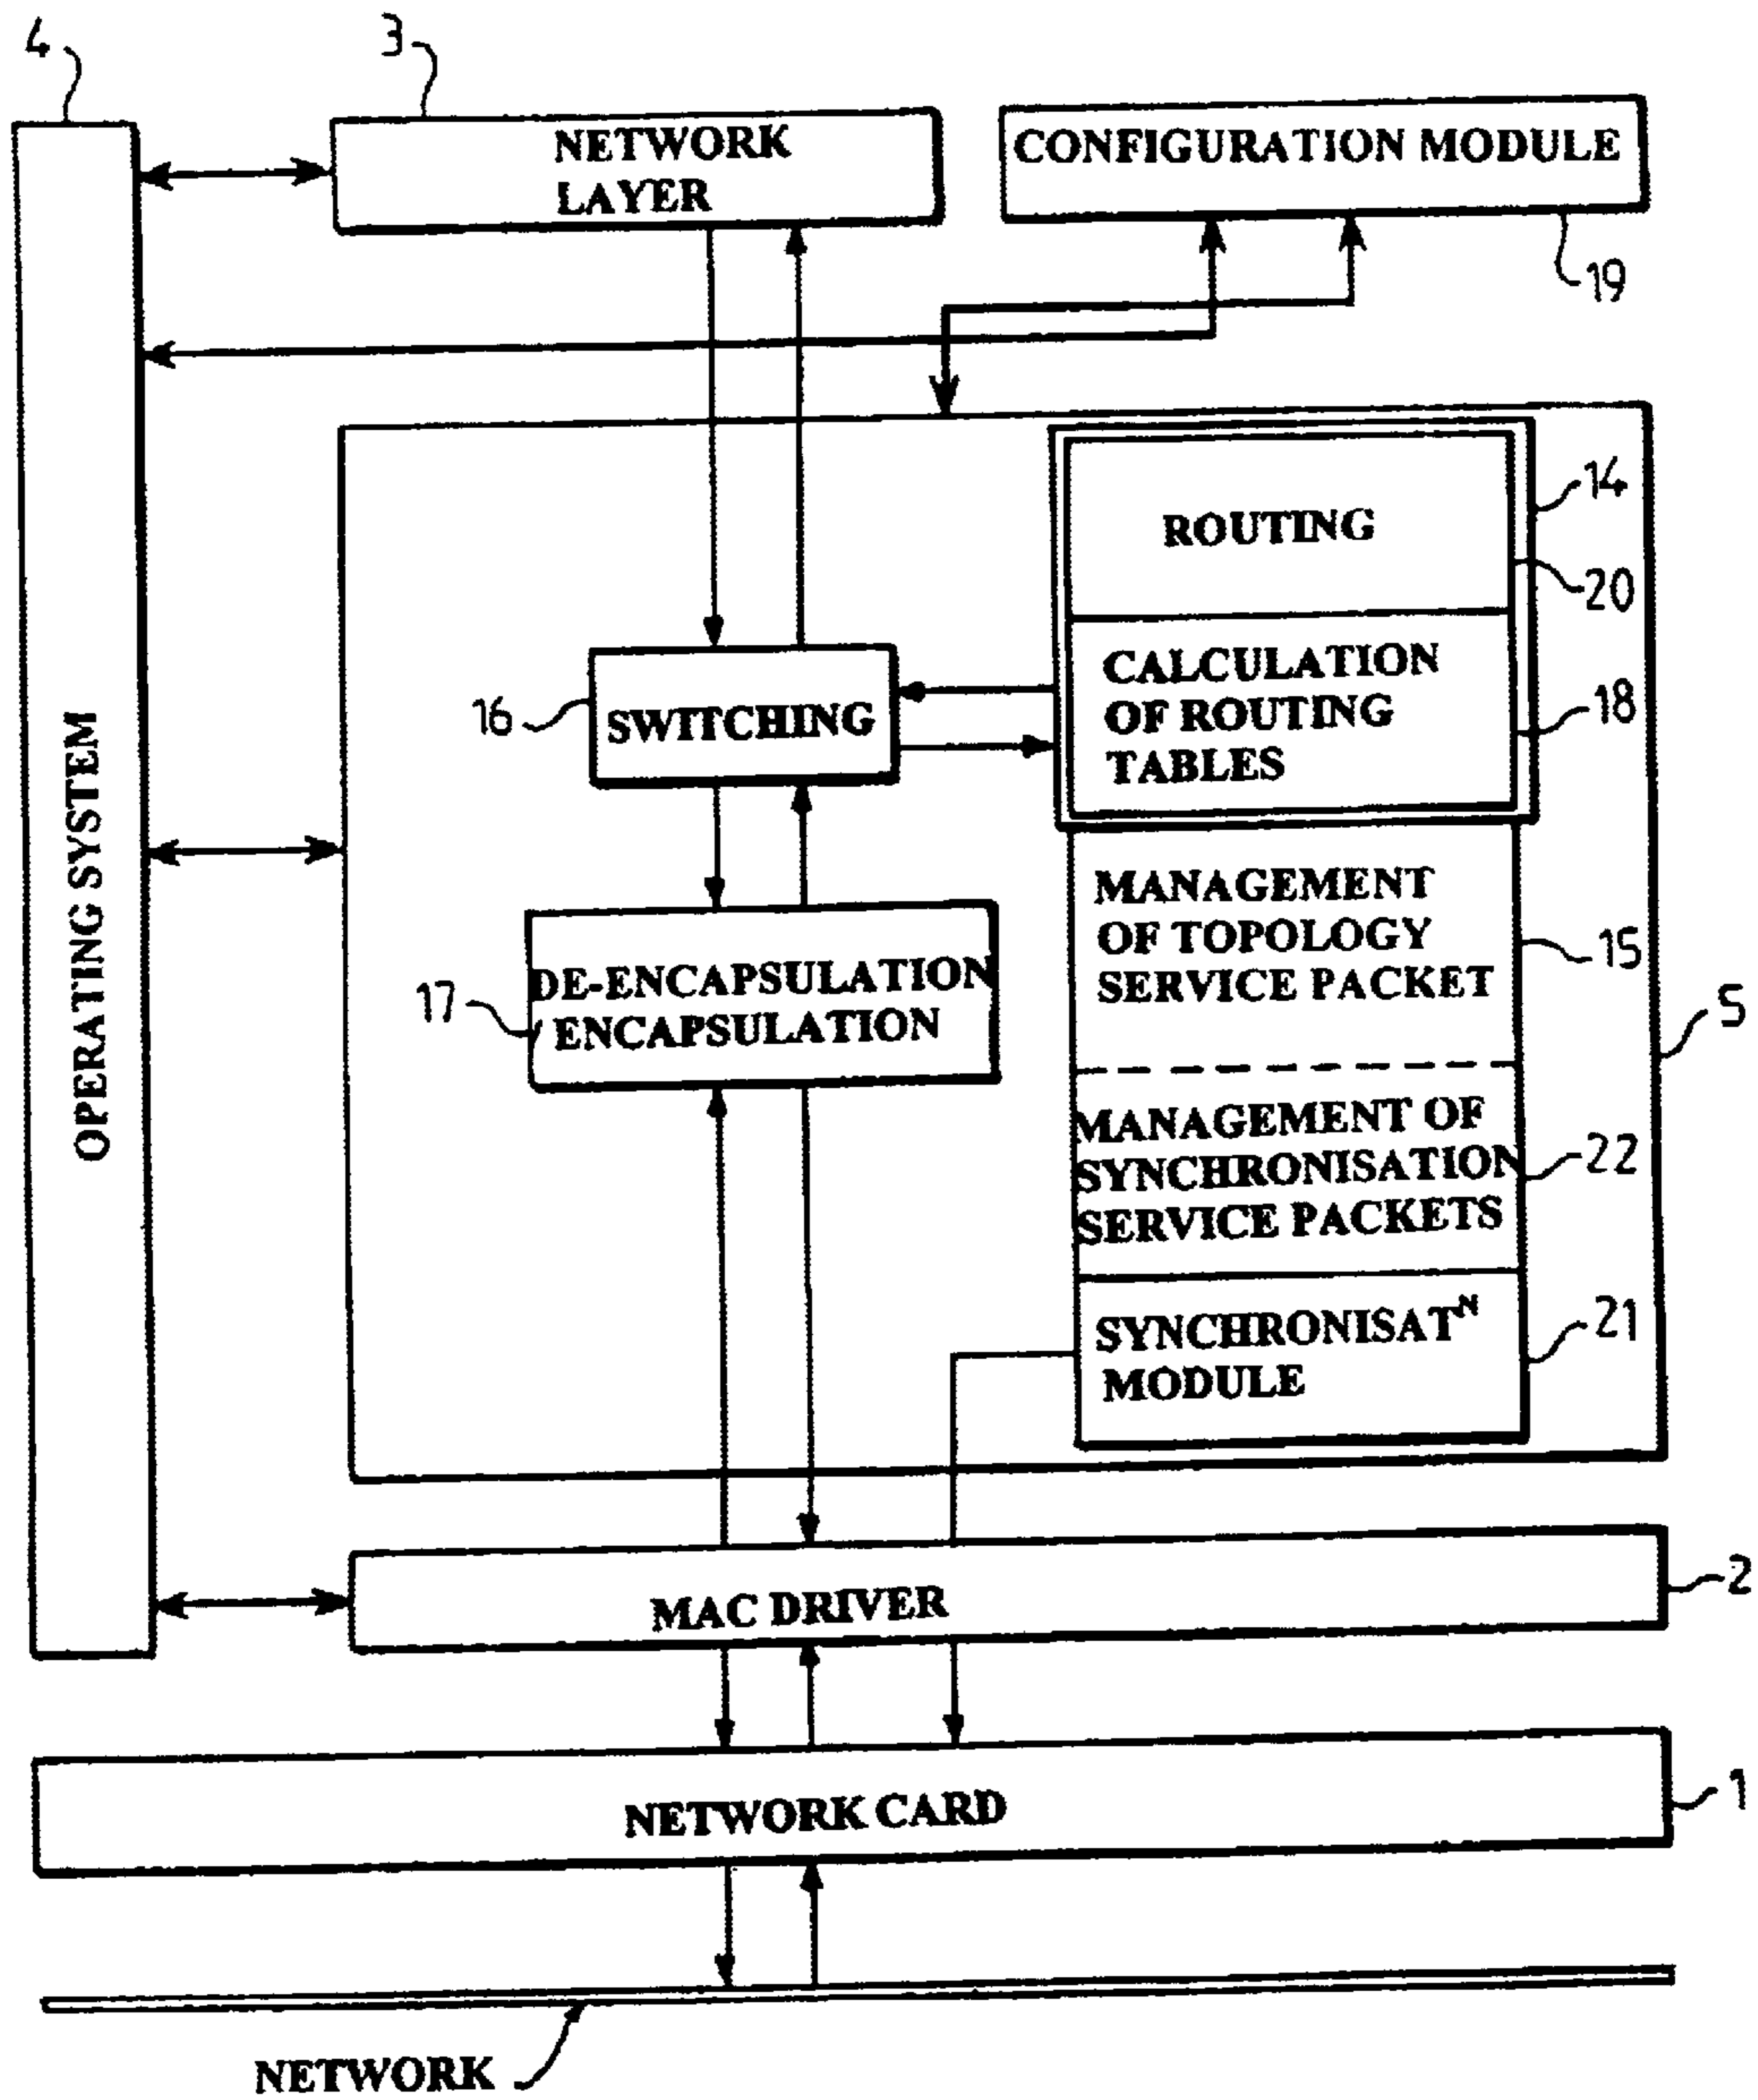 4
3
NETWORK
LAYER
CONFIGURATION MODULE
19
OPERATING SYSTEM
14
ROUTING
20
CALCULATION
OF ROUTING
TABLES
18
16
SWITCHING
MANAGEMENT
OF TOPOLOGY
SERVICE PACKET
15
17
DE-ENCAPSULATION
ENCAPSULATION
5
MANAGEMENT OF
SYNCHRONISATION
SERVICE PACKETS
22
SYNCHRONISATN
MODULE
21
MAC DRIVER
2
NETWORK CARD
1
NETWORK